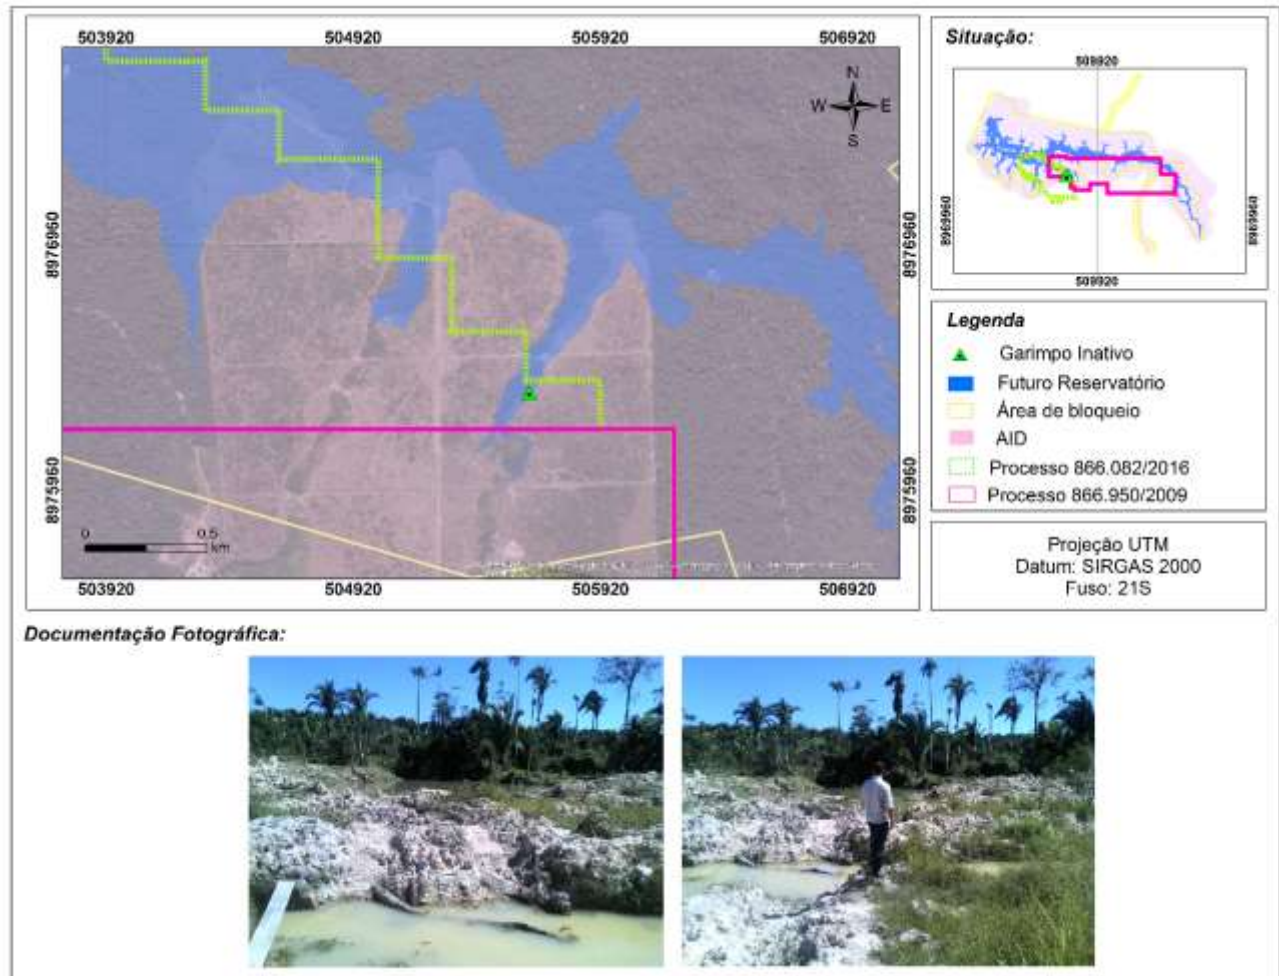 503920 504920 505920 506920
N
W E
S
8976960 8976960
8975960 8975960
0 0.5
km
503920 504920 505920 506920
Situação:
509920
8969960 8969960
509920
Legenda
Garimpo Inativo
Futuro Reservatório
Área de bloqueio
AID
Processo 866.082/2016
Processo 866.950/2009
Projeção UTM
Datum: SIRGAS 2000
Fuso: 21S
Documentação Fotográfica: